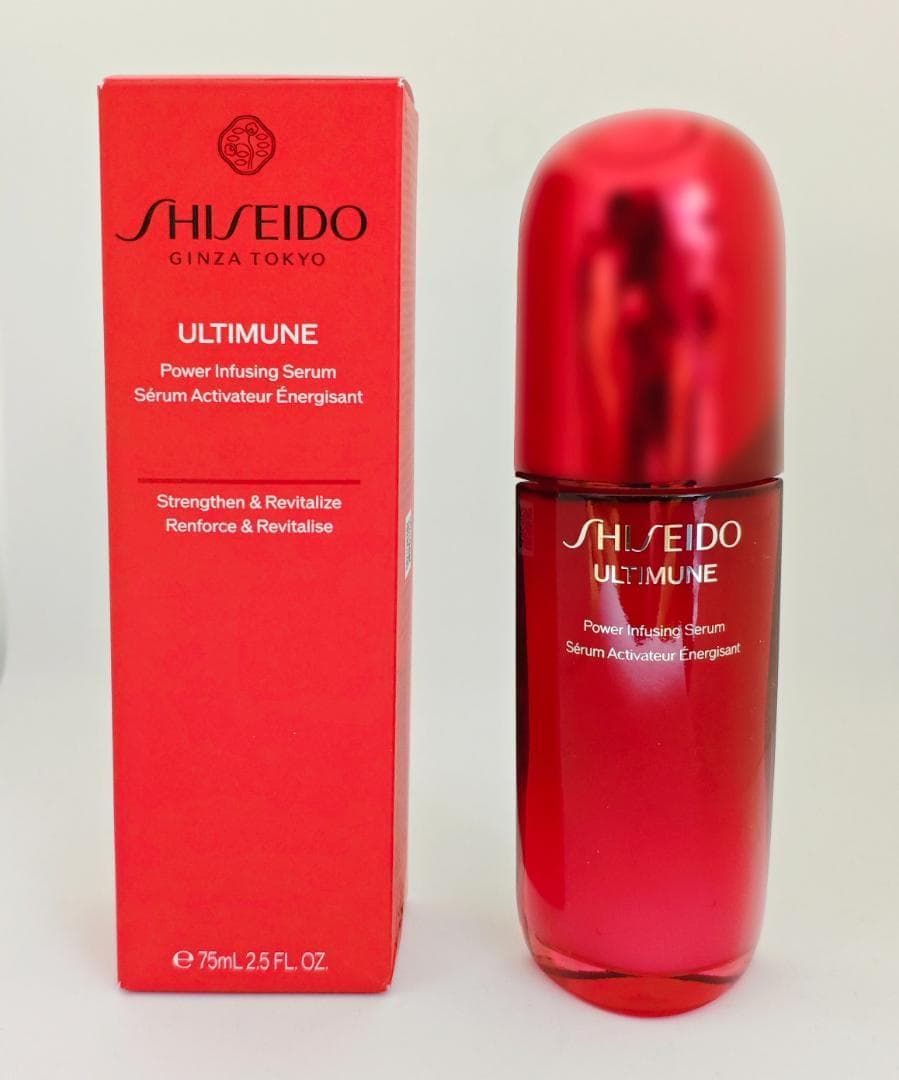 SHISEIDO
GINZA TOKYO
ULTIMUNE
Power Infusing Serum
Sérum Activateur Énergisant
Strengthen & Revitalize
Renforce & Revitalise
℮ 75mL 2.5 FL. OZ.
SHISEIDO
ULTIMUNE
Power Infusing Serum
Sérum Activateur Énergisant